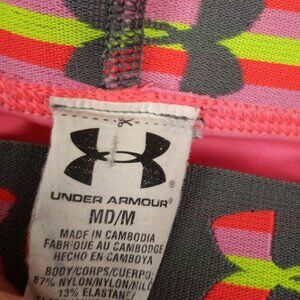 UNDER ARMOUR®
MD/M
MADE IN CAMBODIA
FABRIQUÉ AU CAMBODGE
HECHO EN CAMBOYA
BODY/CORPS/CUERPO:
87% NYLON/NYLON/NILO
13% ELASTANE/